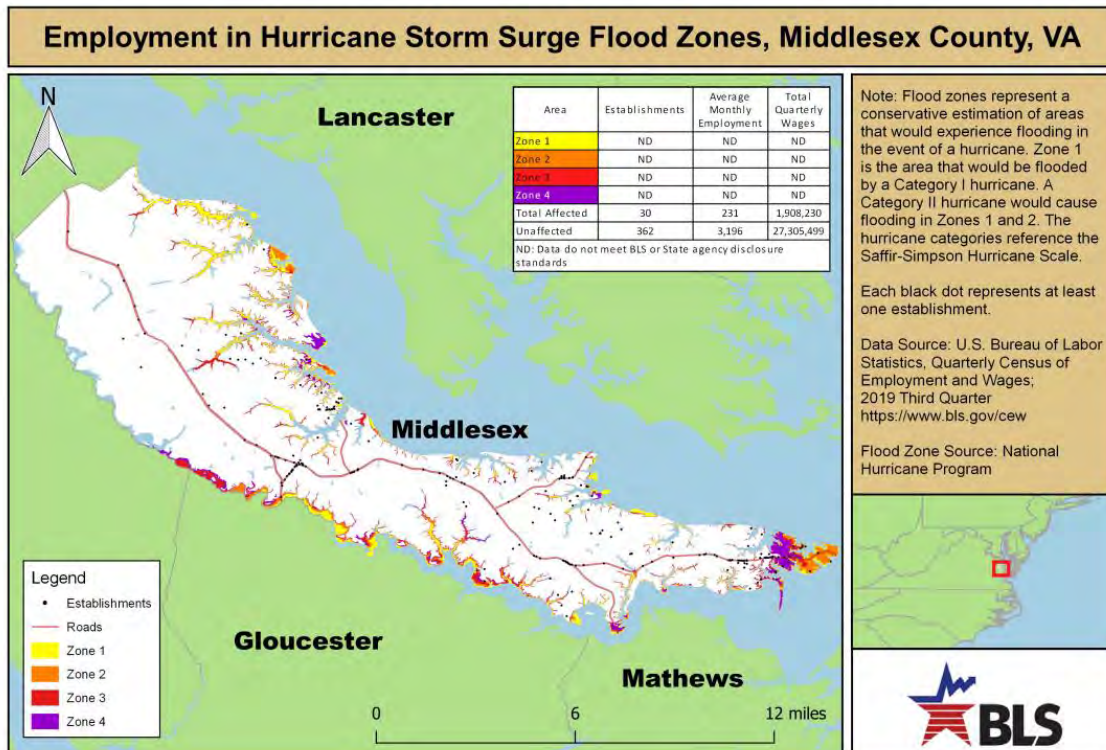 Employment in Hurricane Storm Surge Flood Zones, Middlesex County, VA
N
Lancaster
Area Establishments Average Monthly Employment Total Quarterly Wages
Zone 1 ND ND ND
Zone 2 ND ND ND
Zone 3 ND ND ND
Zone 4 ND ND ND
Total Affected 30 231 1,908,230
Unaffected 362 3,196 27,305,499
ND: Data do not meet BLS or State agency disclosure
standards
Middlesex
Gloucester
Mathews
Legend
Establishments
Roads
Zone 1
Zone 2
Zone 3
Zone 4
0 6 12 miles
Note: Flood zones represent a
conservative estimation of areas
that would experience flooding in
the event of a hurricane. Zone 1
is the area that would be flooded
by a Category I hurricane. A
Category II hurricane would cause
flooding in Zones 1 and 2. The
hurricane categories reference the
Saffir-Simpson Hurricane Scale.
Each black dot represents at least
one establishment.
Data Source: U.S. Bureau of Labor
Statistics, Quarterly Census of
Employment and Wages;
2019 Third Quarter
https://www.bls.gov/cew
Flood Zone Source: National
Hurricane Program
BLS